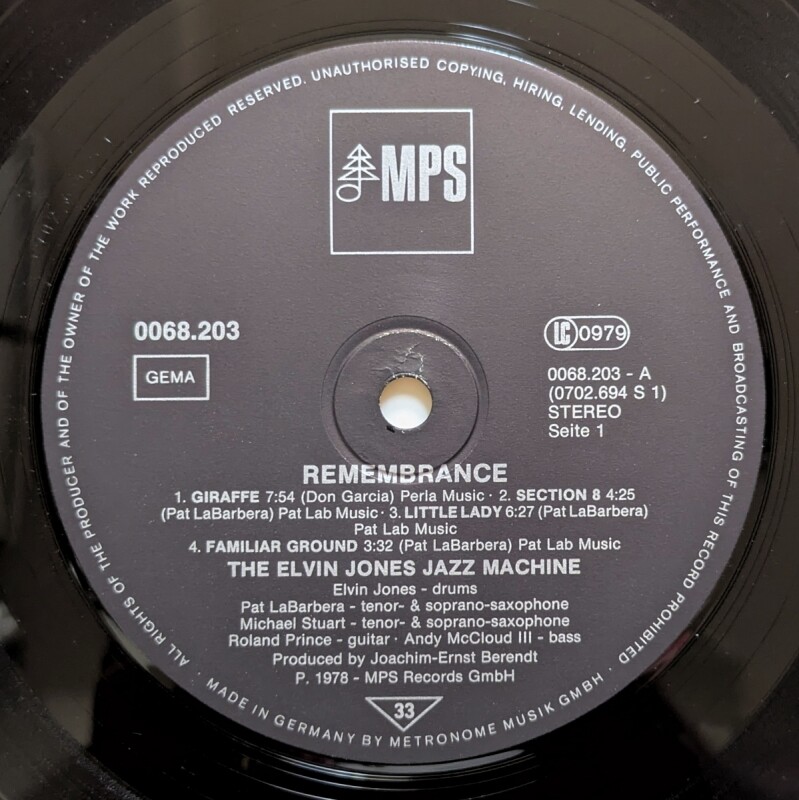 ALL RIGHTS OF THE PRODUCER AND OF THE OWNER OF THE WORK REPRODUCED RESERVED. UNAUTHORISED COPYING, HIRING, LENDING, PUBLIC PERFORMANCE AND BROADCASTING OF THIS RECORD PROHIBITED ·
MPS
0068.203
GEMA
LC 0979
0068.203 - A
(0702.694 S 1)
STEREO
Seite 1
REMEMBRANCE
1. GIRAFFE 7:54 (Don Garcia) Perla Music · 2. SECTION 8 4:25
(Pat LaBarbera) Pat Lab Music · 3. LITTLE LADY 6:27 (Pat LaBarbera)
Pat Lab Music
4. FAMILIAR GROUND 3:32 (Pat LaBarbera) Pat Lab Music
THE ELVIN JONES JAZZ MACHINE
Elvin Jones - drums
Pat LaBarbera - tenor- & soprano-saxophone
Michael Stuart - tenor- & soprano-saxophone
Roland Prince - guitar · Andy McCloud III - bass
Produced by Joachim-Ernst Berendt
P. 1978 - MPS Records GmbH
33
· MADE IN GERMANY BY METRONOME MUSIK GMBH ·